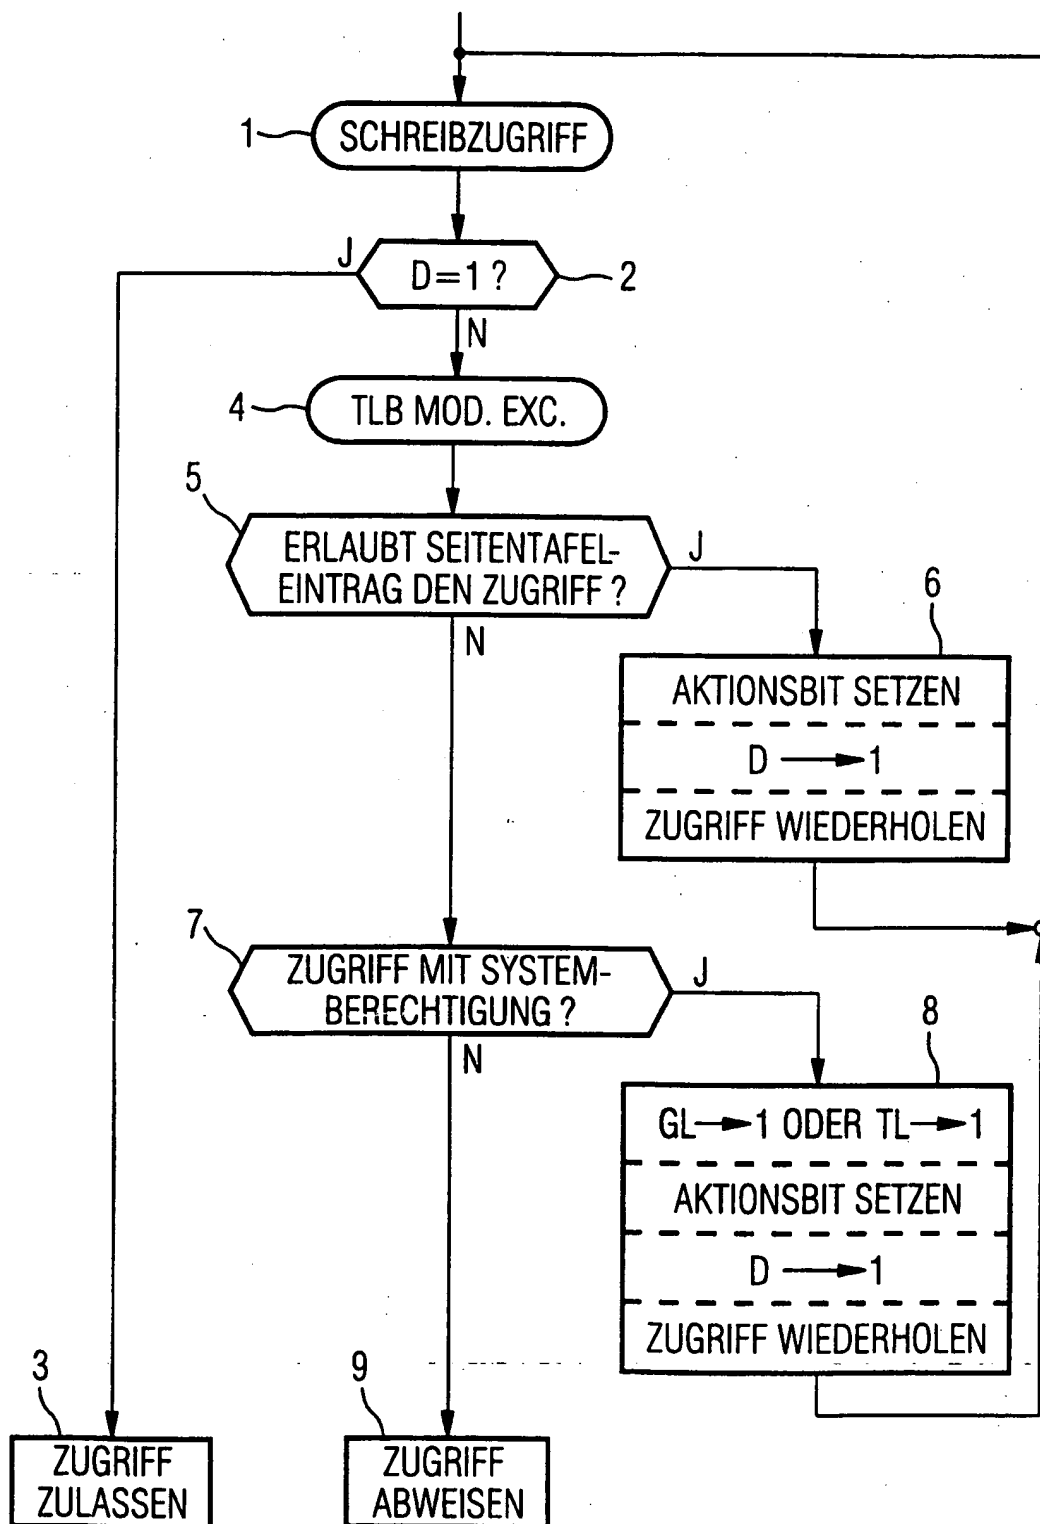 1
SCHREIBZUGRIFF
J
D=1 ?
2
N
4
TLB MOD. EXC.
5
ERLAUBT SEITENTAFEL-
EINTRAG DEN ZUGRIFF ?
J
N
6
AKTIONSBIT SETZEN
D → 1
ZUGRIFF WIEDERHOLEN
7
ZUGRIFF MIT SYSTEM-
BERECHTIGUNG ?
J
N
8
GL→1 ODER TL→1
AKTIONSBIT SETZEN
D → 1
ZUGRIFF WIEDERHOLEN
3
ZUGRIFF
ZULASSEN
9
ZUGRIFF
ABWEISEN